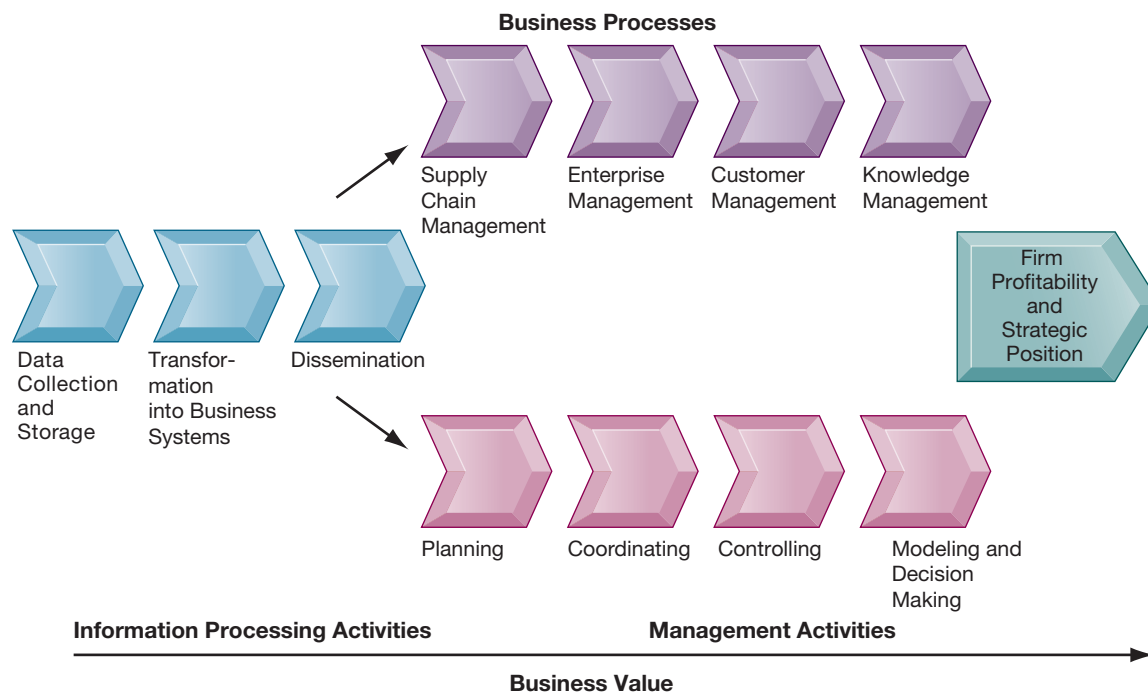 Business Processes
Supply
Chain
Management
Enterprise
Management
Customer
Management
Knowledge
Management
Firm
Profitability
and
Strategic
Position
Data
Collection
and
Storage
Transfor-
mation
into Business
Systems
Dissemination
Planning
Coordinating
Controlling
Modeling and
Decision
Making
Information Processing Activities
Management Activities
Business Value